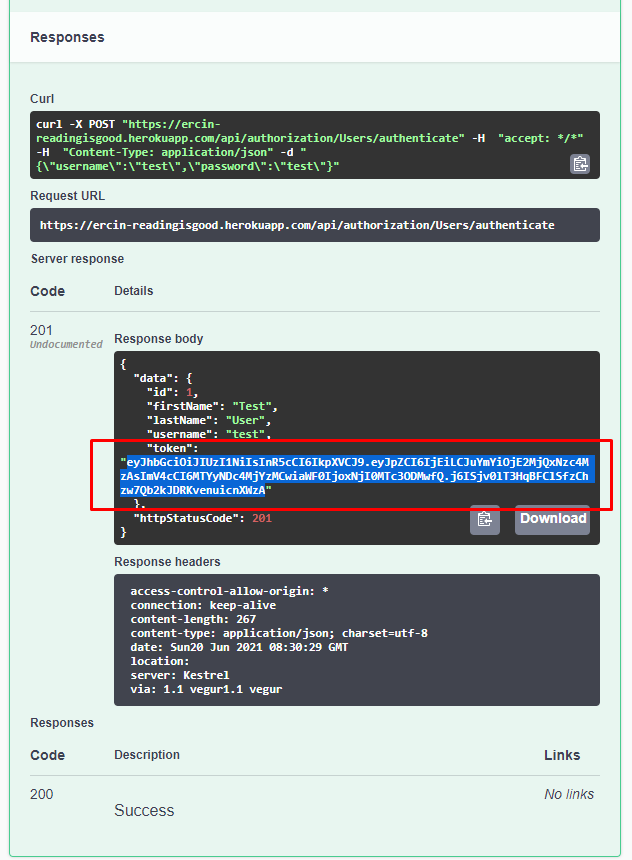 Responses
Curl
curl -X POST "https://ercin-
readingisgood.herokuapp.com/api/authorization/Users/authenticate" -H  "accept: */*"
-H  "Content-Type: application/json" -d "
{\"username\":\"test\",\"password\":\"test\"}"
Request URL
https://ercin-readingisgood.herokuapp.com/api/authorization/Users/authenticate
Server response
Code Details
201
Undocumented
Response body
{
"data": {
"id": 1,
"firstName": "Test",
"lastName": "User",
"username": "test",
"token":
"eyJhbGciOiJIUzI1NiIsInR5cCI6IkpXVCJ9.eyJpZCI6IjEiLCJuYmYiOjE2MjQxNzc4M
zAsImV4cCI6MTYyNDc4MjYzMCwiaWF0IjoxNjI0MTc3ODMwfQ.j6ISjv01T3HqBFCISfzCh
zw7Qb2kJDRKvenuicnXWzA"
},
"httpStatusCode": 201
}
Download
Response headers
access-control-allow-origin: *
connection: keep-alive
content-length: 267
content-type: application/json; charset=utf-8
date: Sun20 Jun 2021 08:30:29 GMT
location:
server: Kestrel
via: 1.1 vegur1.1 vegur
Responses
Code Description Links
200 No links
Success